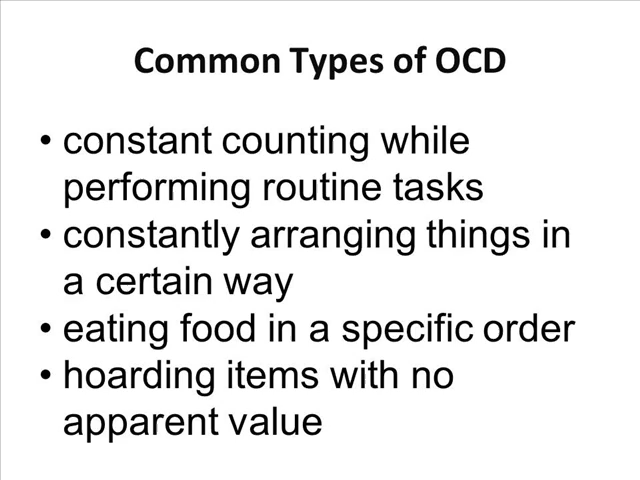 Common Types of OCD
• constant counting while
performing routine tasks
• constantly arranging things in
a certain way
• eating food in a specific order
• hoarding items with no
apparent value